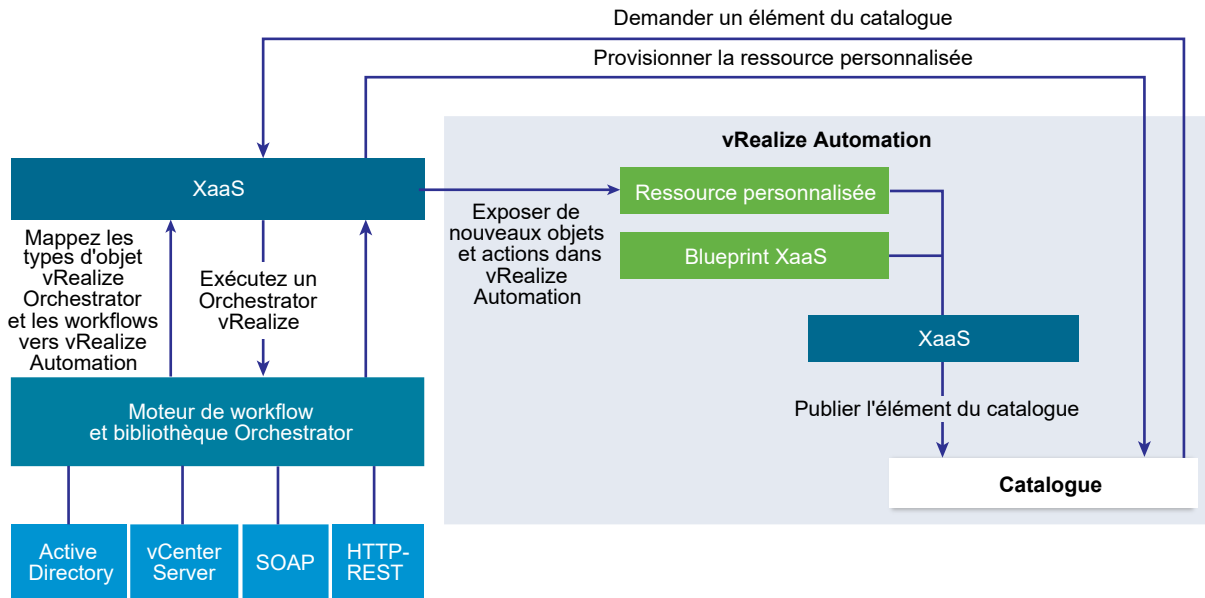 Demander un élément du catalogue
Provisionner la ressource personnalisée
vRealize Automation
XaaS
Ressource personnalisée
Exposer de
nouveaux objets
et actions dans
vRealize
Automation
Blueprint XaaS
Mappez les
types d'objet
vRealize
Orchestrator
et les workflows
vers vRealize
Automation
Exécutez un
Orchestrator
vRealize
XaaS
Publier l'élément du catalogue
Moteur de workflow
et bibliothèque Orchestrator
Catalogue
Active
Directory
vCenter
Server
SOAP
HTTP-
REST